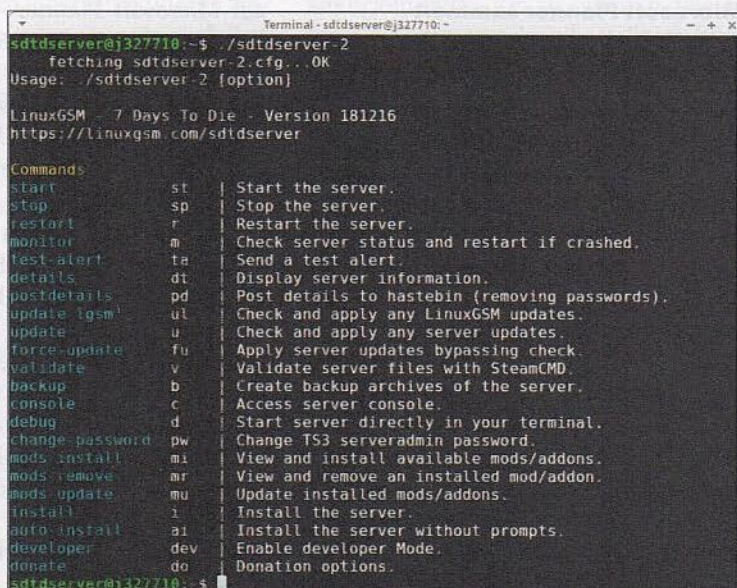 Terminal - sdtdserver@j327710: ~
sdtdserver@j327710:~$ ./sdtdserver-2
fetching sdtdserver-2.cfg...OK
Usage: ./sdtdserver-2 [option]
LinuxGSM - 7 Days To Die - Version 181216
https://linuxgsm.com/sdtdserver
Commands
start st | Start the server.
stop sp | Stop the server.
restart r | Restart the server.
monitor m | Check server status and restart if crashed.
test-alert ta | Send a test alert.
details dt | Display server information.
postdetails pd | Post details to hastebin (removing passwords).
update-lgsm ul | Check and apply any LinuxGSM updates.
update u | Check and apply any server updates.
force-update fu | Apply server updates bypassing check.
validate v | Validate server files with SteamCMD.
backup b | Create backup archives of the server.
console c | Access server console.
debug d | Start server directly in your terminal.
change-password pw | Change TS3 serveradmin password.
mods-install mi | View and install available mods/addons.
mods-remove mr | View and remove an installed mod/addon.
mods-update mu | Update installed mods/addons.
install i | Install the server.
auto-install ai | Install the server without prompts.
developer dev | Enable developer Mode.
donate do | Donation options.
sdtdserver@j327710:~$